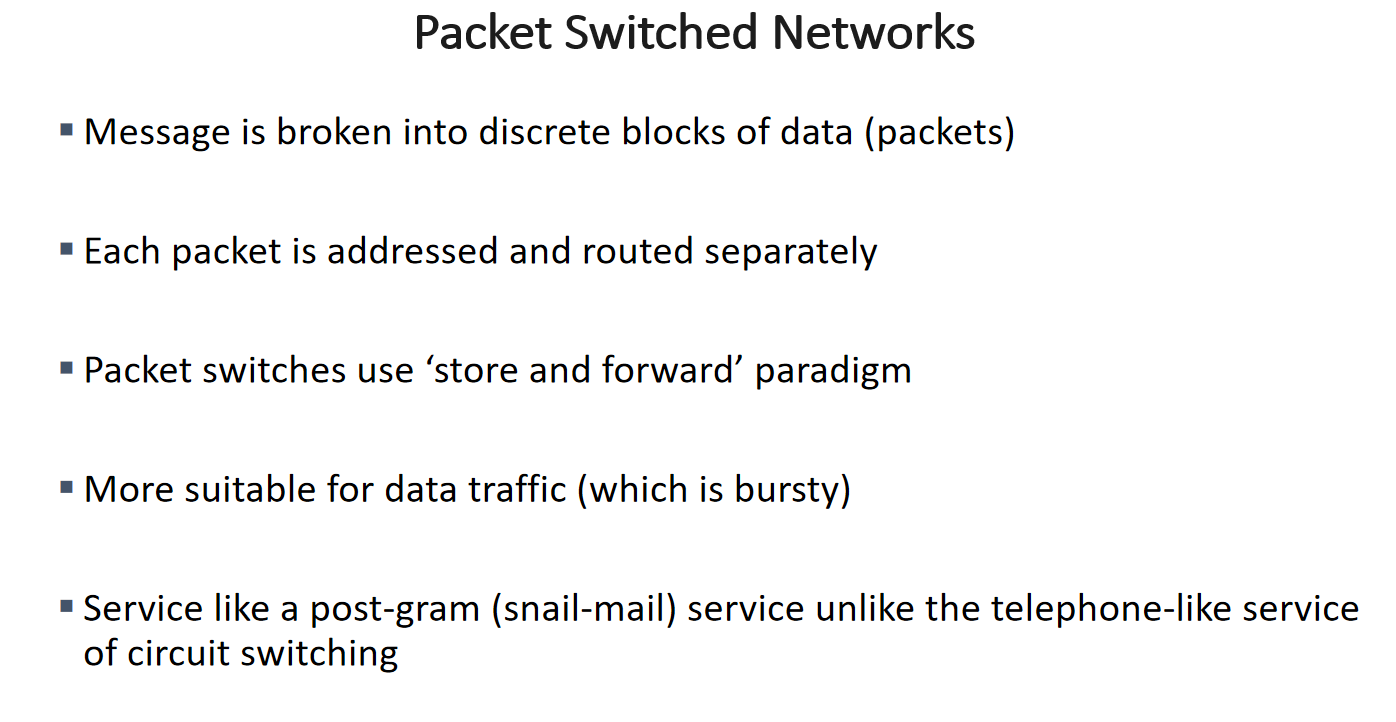 Packet Switched Networks
▪ Message is broken into discrete blocks of data (packets)
▪ Each packet is addressed and routed separately
▪ Packet switches use ‘store and forward’ paradigm
▪ More suitable for data traffic (which is bursty)
▪ Service like a post-gram (snail-mail) service unlike the telephone-like service
of circuit switching